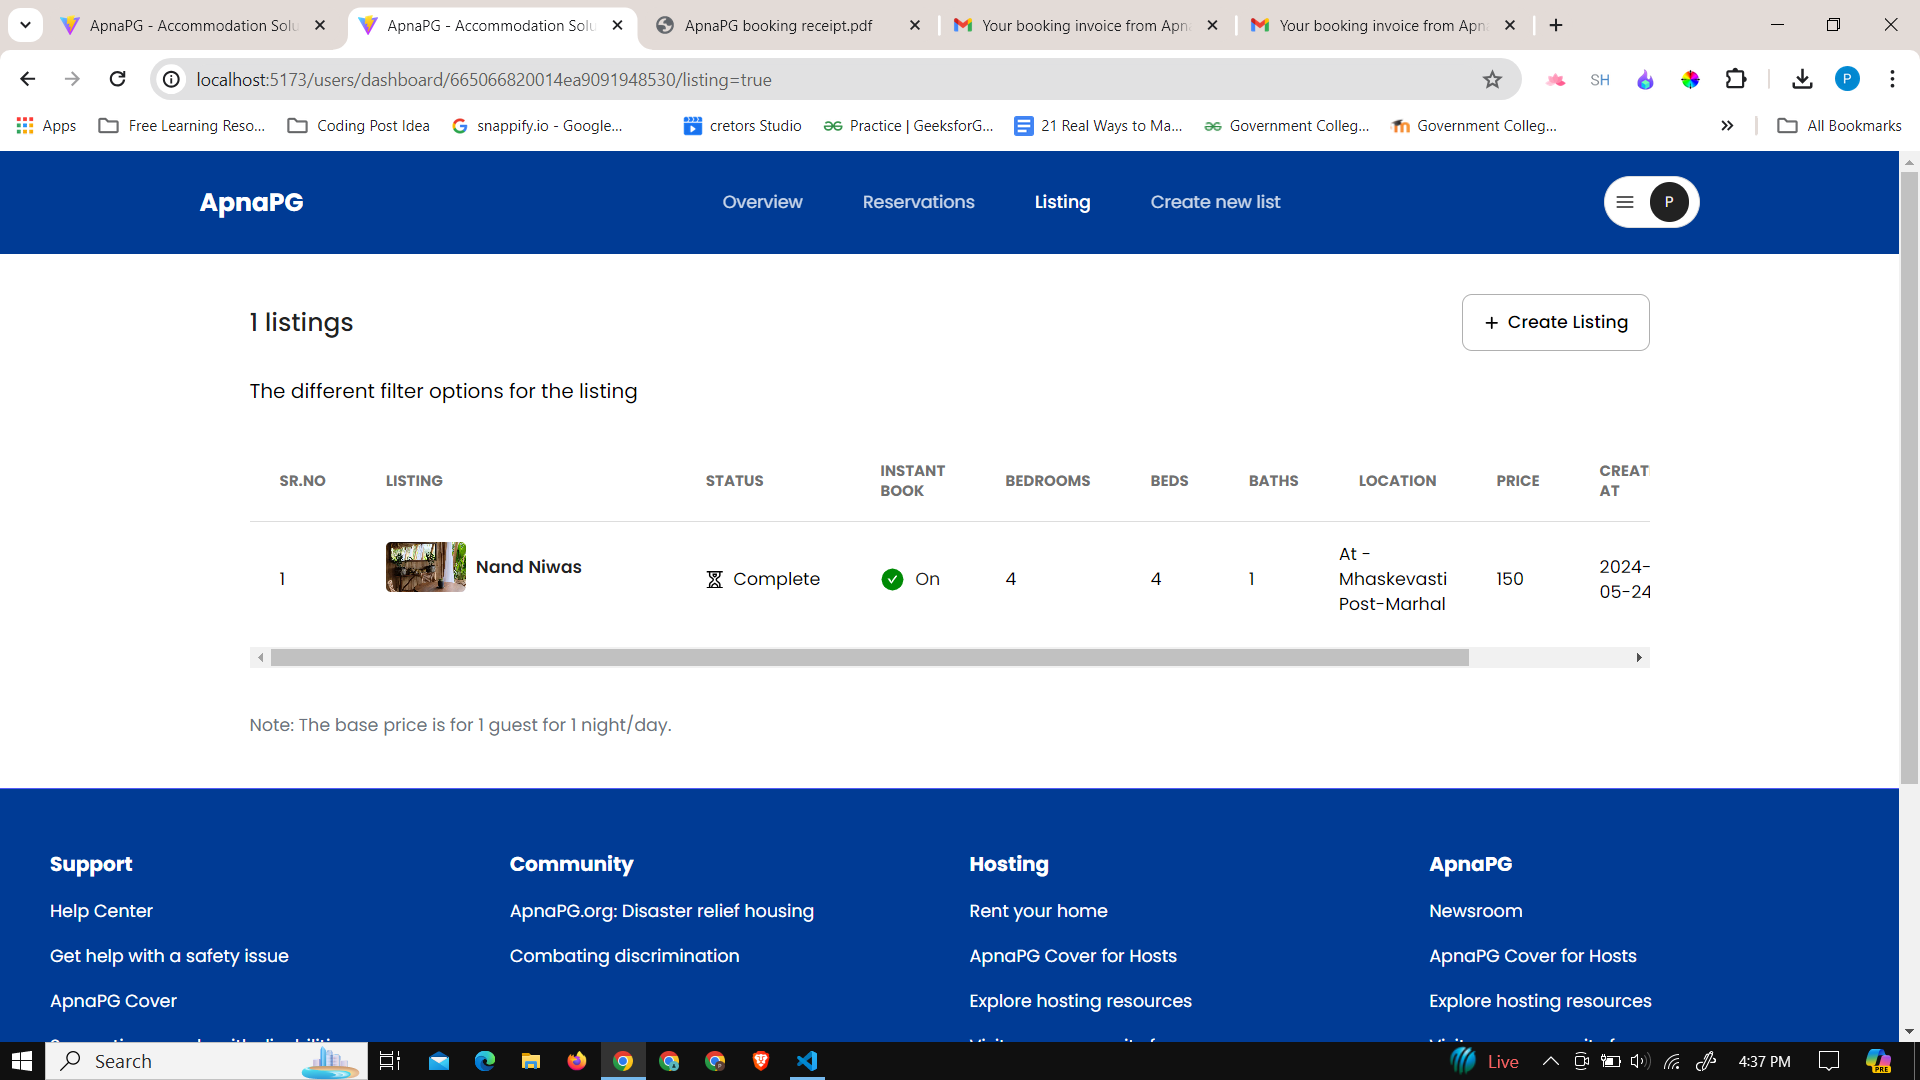 ApnaPG - Accommodation Solu
ApnaPG - Accommodation Solu
ApnaPG booking receipt.pdf
Your booking invoice from Apn
Your booking invoice from Apn
localhost:5173/users/dashboard/665066820014ea9091948530/listing=true
SH
P
Apps
Free Learning Reso...
Coding Post Idea
snappify.io - Google...
cretors Studio
Practice | GeeksforG...
21 Real Ways to Ma...
Government Colleg...
Government Colleg...
All Bookmarks
ApnaPG
Overview
Reservations
Listing
Create new list
P
1 listings
+ Create Listing
The different filter options for the listing
SR.NO
LISTING
STATUS
INSTANT
BOOK
BEDROOMS
BEDS
BATHS
LOCATION
PRICE
CREAT
AT
1
Nand Niwas
Complete
On
4
4
1
At -
Mhaskevasti
Post-Marhal
150
2024-
05-24
Note: The base price is for 1 guest for 1 night/day.
Support
Help Center
Get help with a safety issue
ApnaPG Cover
Community
ApnaPG.org: Disaster relief housing
Combating discrimination
Hosting
Rent your home
ApnaPG Cover for Hosts
Explore hosting resources
ApnaPG
Newsroom
ApnaPG Cover for Hosts
Explore hosting resources
Search
Live
4:37 PM
PRE